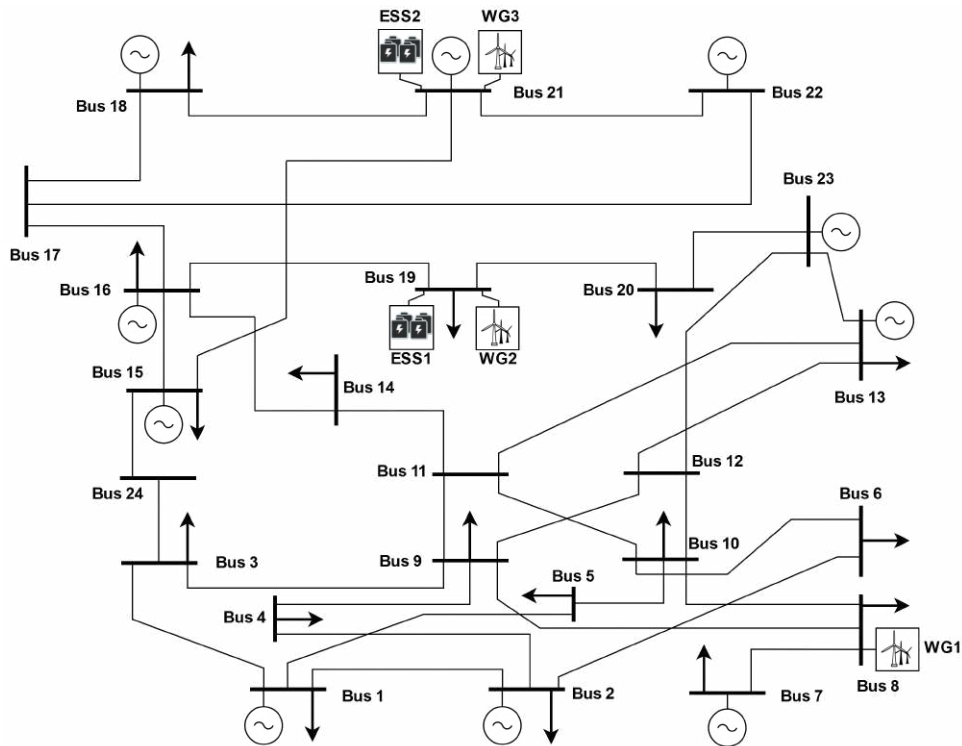 ESS2
WG3
Bus 18
Bus 21
Bus 22
Bus 23
Bus 17
Bus 16
Bus 19
Bus 20
ESS1
WG2
Bus 15
Bus 14
Bus 13
Bus 11
Bus 12
Bus 24
Bus 6
Bus 3
Bus 9
Bus 10
Bus 5
Bus 4
WG1
Bus 8
Bus 1
Bus 2
Bus 7